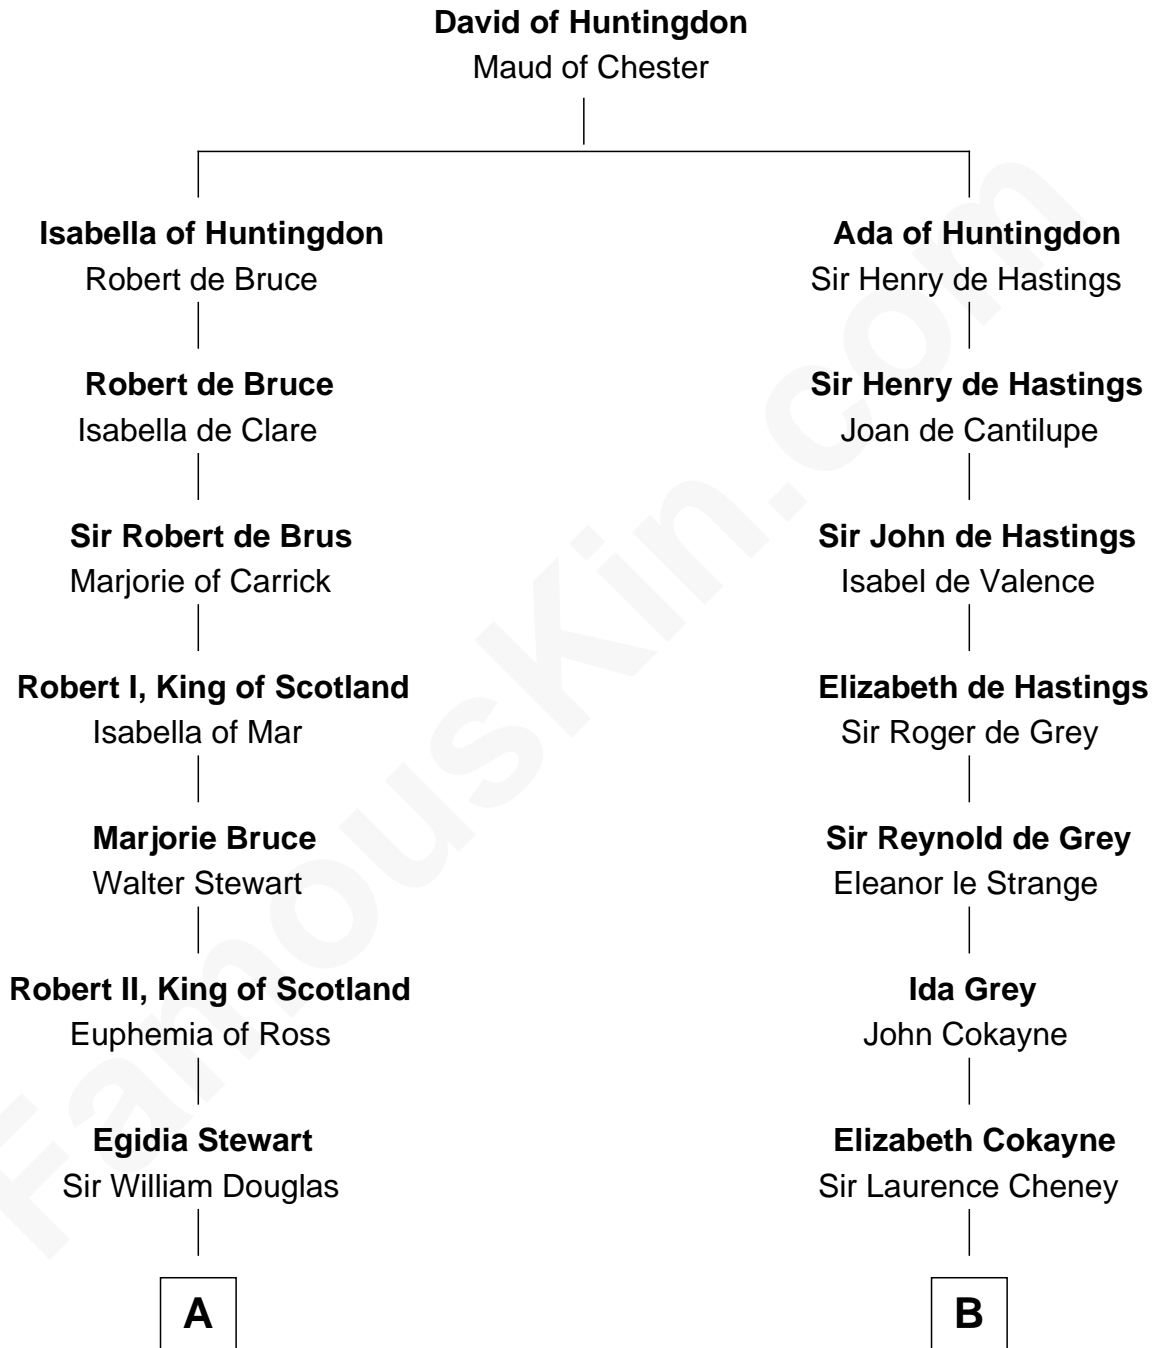 David of Huntingdon
Maud of Chester
Isabella of Huntingdon
Robert de Bruce
Robert de Bruce
Isabella de Clare
Sir Robert de Brus
Marjorie of Carrick
Robert I, King of Scotland
Isabella of Mar
Marjorie Bruce
Walter Stewart
Robert II, King of Scotland
Euphemia of Ross
Egidia Stewart
Sir William Douglas
A
Ada of Huntingdon
Sir Henry de Hastings
Sir Henry de Hastings
Joan de Cantilupe
Sir John de Hastings
Isabel de Valence
Elizabeth de Hastings
Sir Roger de Grey
Sir Reynold de Grey
Eleanor le Strange
Ida Grey
John Cokayne
Elizabeth Cokayne
Sir Laurence Cheney
B
FamousKin.com